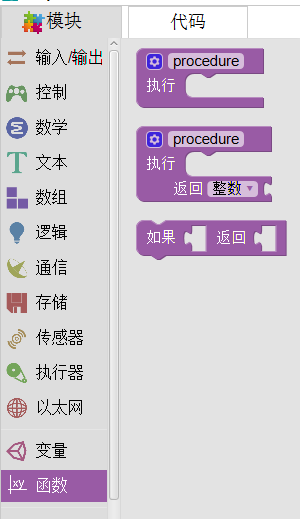 模块
代码
输入/输出
控制
数学
文本
数组
逻辑
通信
存储
传感器
执行器
以太网
变量
xy 函数
procedure
执行
procedure
执行
返回 整数
如果 返回